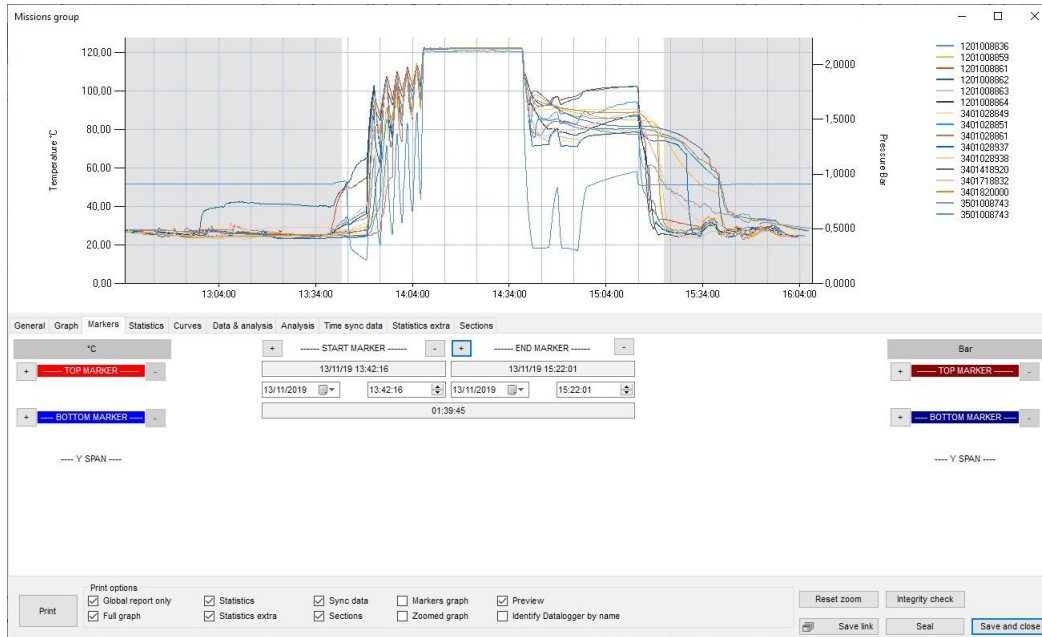 Missions group
120,00
100,00
80,00
60,00
40,00
20,00
0,00
Temperature °C
2,0000
1,5000
1,0000
0,5000
0,0000
Pressure Bar
13:04:00 13:34:00 14:04:00 14:34:00 15:04:00 15:34:00 16:04:00
1201008836
1201008859
1201008861
1201008862
1201008863
1201008864
3401028849
3401028851
3401028861
3401028937
3401028938
3401418920
3401718832
3401820000
3501008743
3501008743
General Graph Markers Statistics Curves Data & analysis Analysis Time sync data Statistics extra Sections
°C + ----- START MARKER ------ - + ----- END MARKER ------ - Bar
+ ----- TOP MARKER ----- - 13/11/19 13:42:16 13/11/19 15:22:01 + ----- TOP MARKER ----- -
13/11/2019 13:42:16 13/11/2019 15:22:01
+ ---- BOTTOM MARKER ----- - 01:39:45 + ---- BOTTOM MARKER ----- -
---- Y SPAN ---- ---- Y SPAN ----
Print options
Print
Global report only Statistics Sync data Markers graph Preview
Full graph Statistics extra Sections Zoomed graph Identify Datalogger by name
Reset zoom Integrity check
Save link Seal Save and close